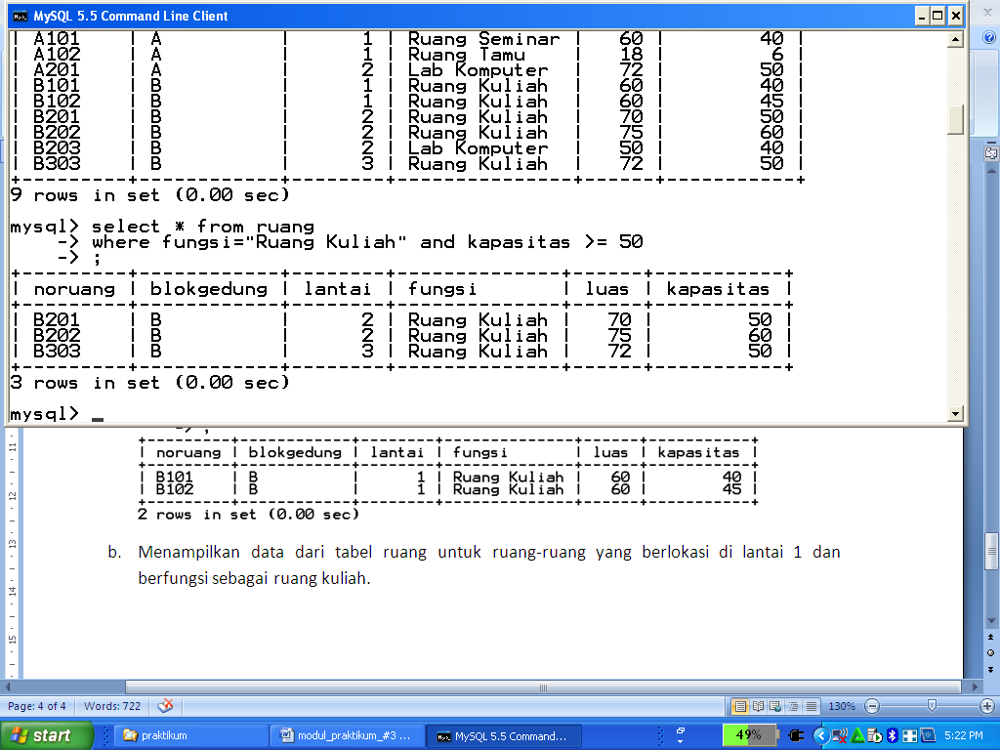 MySQL 5.5 Command Line Client
| A101 | A | 1 | Ruang Seminar | 60 | 40 |
| A102 | A | 1 | Ruang Tamu | 18 | 6 |
| A201 | A | 2 | Lab Komputer | 72 | 50 |
| B101 | B | 1 | Ruang Kuliah | 60 | 40 |
| B102 | B | 1 | Ruang Kuliah | 60 | 45 |
| B201 | B | 2 | Ruang Kuliah | 70 | 50 |
| B202 | B | 2 | Ruang Kuliah | 75 | 60 |
| B203 | B | 2 | Lab Komputer | 50 | 40 |
| B303 | B | 3 | Ruang Kuliah | 72 | 50 |
9 rows in set (0.00 sec)
mysql> select * from ruang
-> where fungsi="Ruang Kuliah" and kapasitas >= 50
-> ;
| noruang | blokgedung | lantai | fungsi | luas | kapasitas |
| B201 | B | 2 | Ruang Kuliah | 70 | 50 |
| B202 | B | 2 | Ruang Kuliah | 75 | 60 |
| B303 | B | 3 | Ruang Kuliah | 72 | 50 |
3 rows in set (0.00 sec)
mysql> _
-> ;
| noruang | blokgedung | lantai | fungsi | luas | kapasitas |
| B101 | B | 1 | Ruang Kuliah | 60 | 40 |
| B102 | B | 1 | Ruang Kuliah | 60 | 45 |
2 rows in set (0.00 sec)
b. Menampilkan data dari tabel ruang untuk ruang-ruang yang berlokasi di lantai 1 dan
berfungsi sebagai ruang kuliah.
11
12
13
14
15
Page: 4 of 4 Words: 722 130%
start praktikum modul_praktikum_#3 ... MySQL 5.5 Command... 49% 5:22 PM